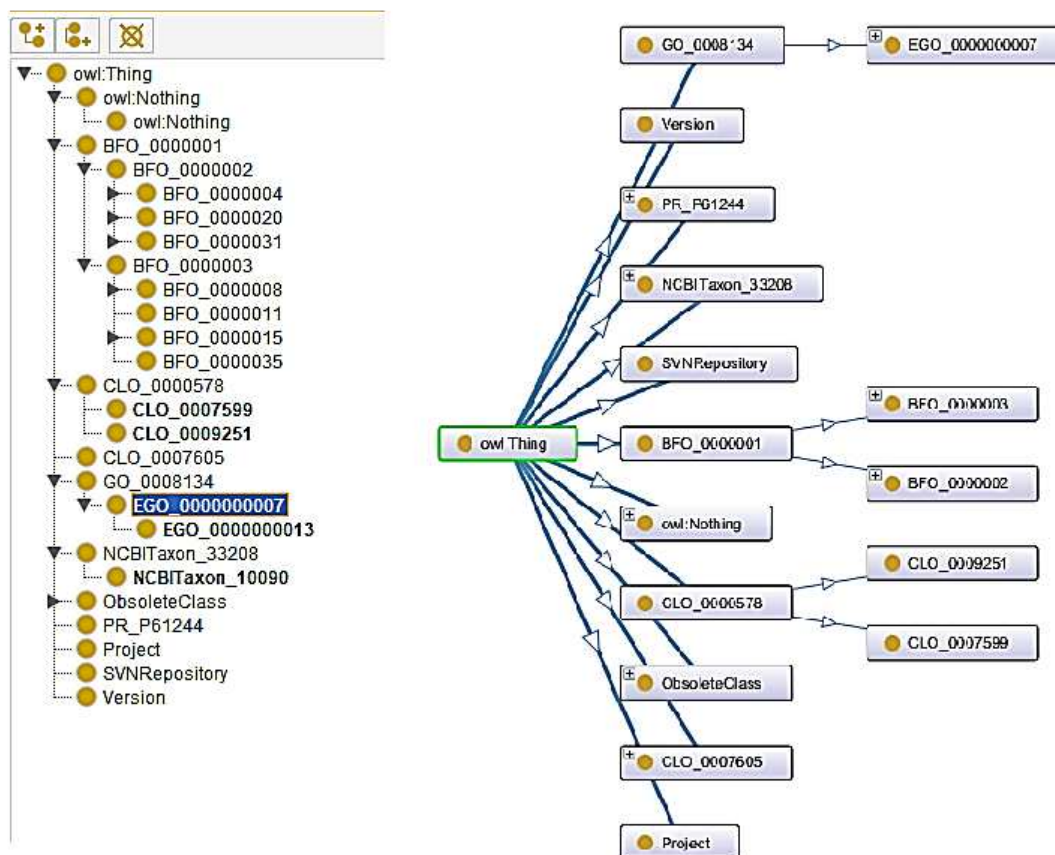 owl:Thing
owl:Nothing
owl:Nothing
BFO_0000001
BFO_0000002
BFO_0000004
BFO_0000020
BFO_0000031
BFO_0000003
BFO_0000008
BFO_0000011
BFO_0000015
BFO_0000035
CLO_0000578
CLO_0007599
CLO_0009251
CLO_0007605
GO_0008134
EGO_0000000007
EGO_0000000013
NCBITaxon_33208
NCBITaxon_10090
ObsoleteClass
PR_P61244
Project
SVNRepository
Version
GO_0008134
EGO_0000000007
Version
PR_P61244
NCBITaxon_33208
SVNRepository
BFO_0000003
owl:Thing
BFO_0000001
BFO_0000002
owl:Nothing
CLO_0009251
CLO_0000578
CLO_0007599
ObsoleteClass
CLO_0007605
Project